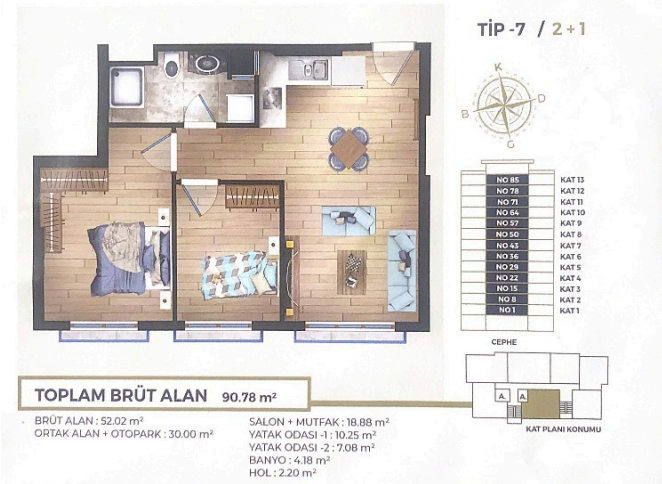 TİP -7 / 2+1
K
B
D
G
NO 85 KAT 13
NO 78 KAT 12
NO 71 KAT 11
NO 64 KAT 10
NO 57 KAT 9
NO 50 KAT 8
NO 43 KAT 7
NO 36 KAT 6
NO 29 KAT 5
NO 22 KAT 4
NO 15 KAT 3
NO 8 KAT 2
NO 1 KAT 1
CEPHE
A.
A.
KAT PLANI KONUMU
TOPLAM BRÜT ALAN 90.78 m²
BRÜT ALAN : 52.02 m²
ORTAK ALAN + OTOPARK : 30.00 m²
SALON + MUTFAK : 18.88 m²
YATAK ODASI -1 : 10.25 m²
YATAK ODASI -2 : 7.08 m²
BANYO : 4.18 m²
HOL : 2.20 m²